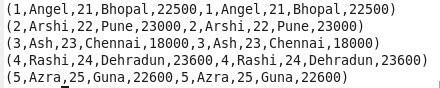 (1,Angel,21,Bhopal,22500,1,Angel,21,Bhopal,22500)
(2,Arshi,22,Pune,23000,2,Arshi,22,Pune,23000)
(3,Ash,23,Chennai,18000,3,Ash,23,Chennai,18000)
(4,Rashi,24,Dehradun,23600,4,Rashi,24,Dehradun,23600)
(5,Azra,25,Guna,22600,5,Azra,25,Guna,22600)